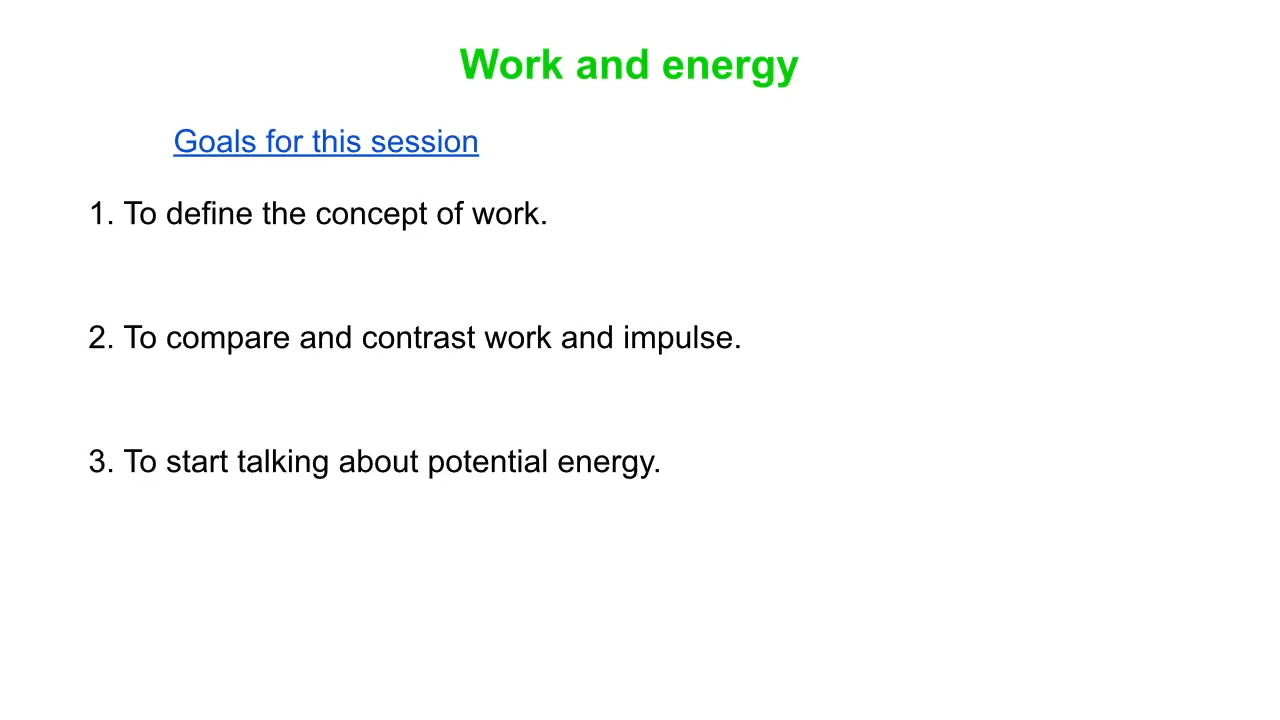 Work and energy
Goals for this session
1. To define the concept of work.
2. To compare and contrast work and impulse.
3. To start talking about potential energy.